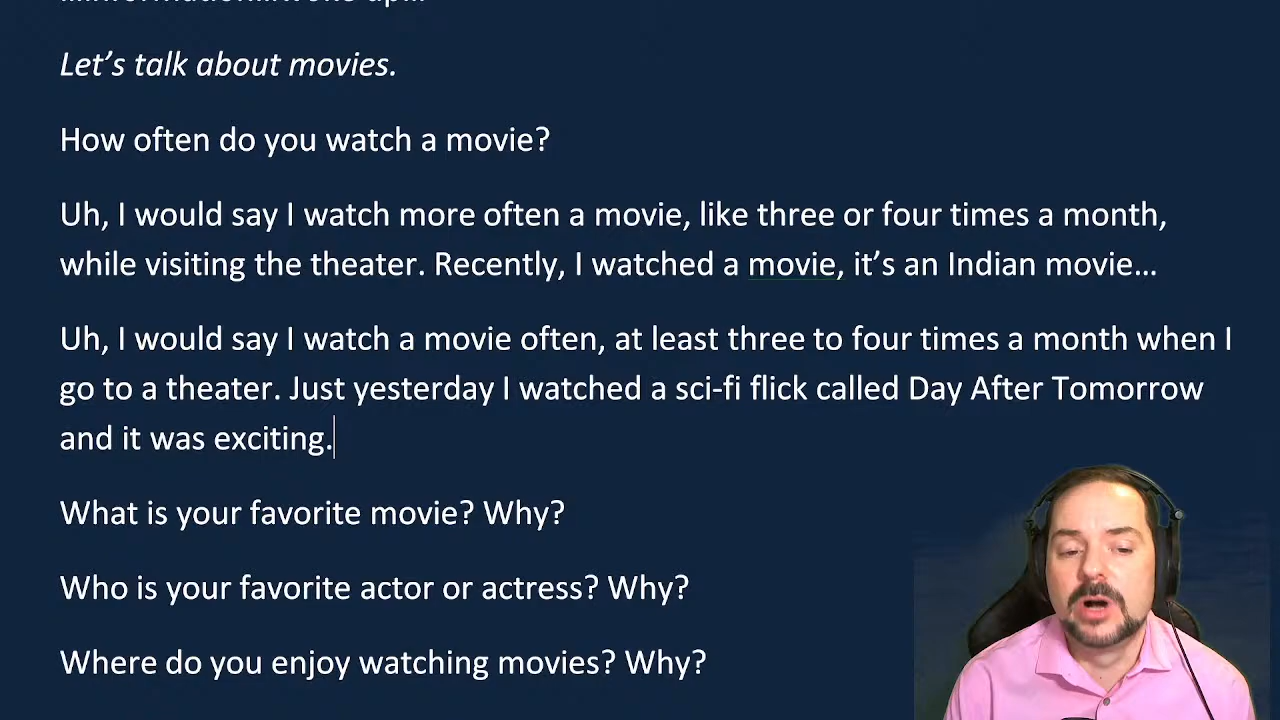 Let’s talk about movies.
How often do you watch a movie?
Uh, I would say I watch more often a movie, like three or four times a month,
while visiting the theater. Recently, I watched a movie, it’s an Indian movie…
Uh, I would say I watch a movie often, at least three to four times a month when I
go to a theater. Just yesterday I watched a sci-fi flick called Day After Tomorrow
and it was exciting.
What is your favorite movie? Why?
Who is your favorite actor or actress? Why?
Where do you enjoy watching movies? Why?